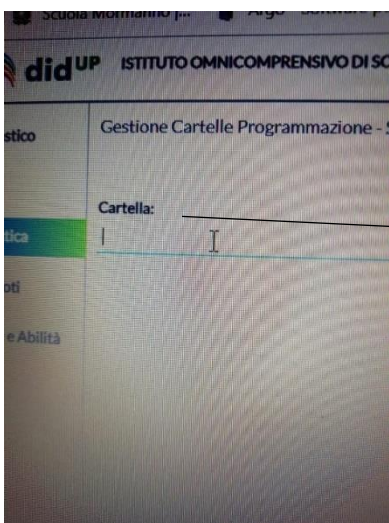 Scuola Mormanno |... Argo
didUP ISTITUTO OMNICOMPRENSIVO DI SC
stico
Gestione Cartelle Programmazione - S
Cartella:
tica
oti
e Abilità